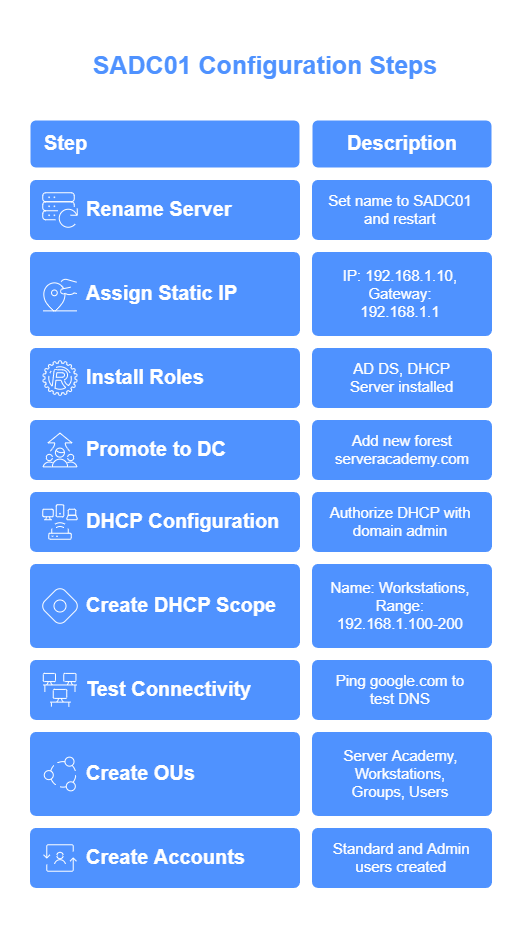 SADC01 Configuration Steps
Step
Description
Rename Server
Set name to SADC01
and restart
Assign Static IP
IP: 192.168.1.10,
Gateway:
192.168.1.1
Install Roles
AD DS, DHCP
Server installed
Promote to DC
Add new forest
serveracademy.com
DHCP Configuration
Authorize DHCP with
domain admin
Create DHCP Scope
Name: Workstations,
Range:
192.168.1.100-200
Test Connectivity
Ping google.com to
test DNS
Create OUs
Server Academy,
Workstations,
Groups, Users
Create Accounts
Standard and Admin
users created